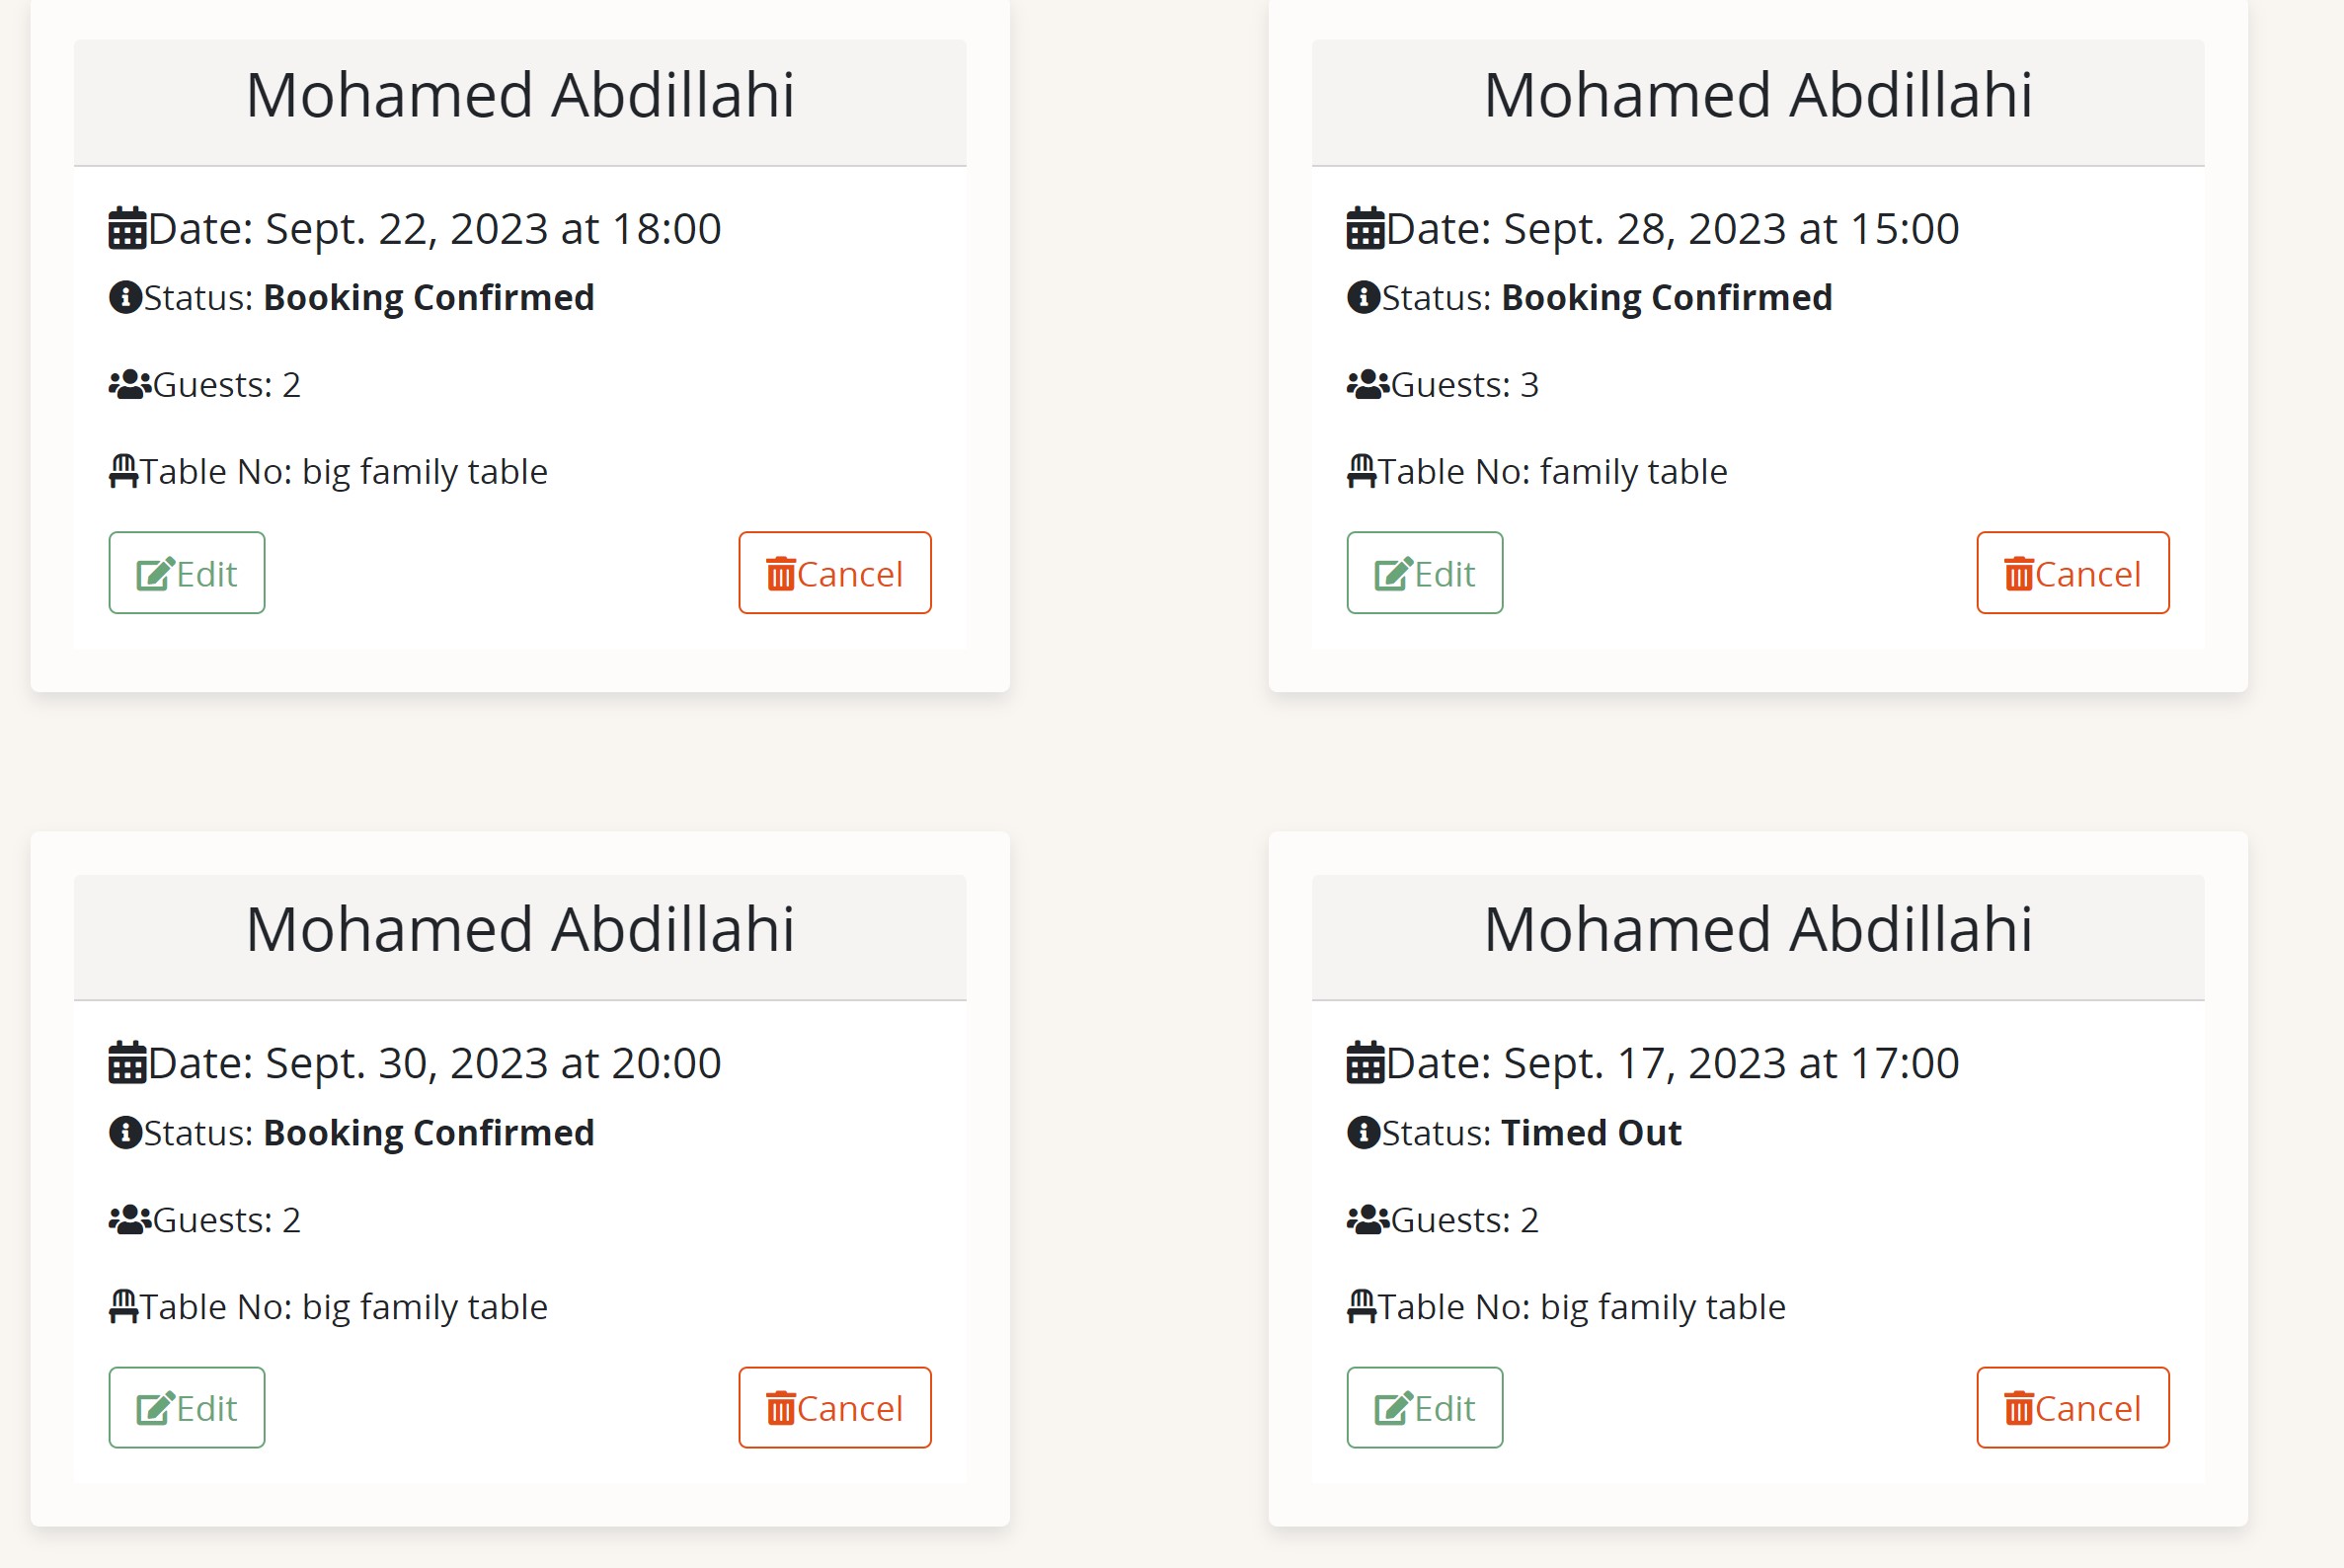 Mohamed Abdillahi
Date: Sept. 22, 2023 at 18:00
Status: Booking Confirmed
Guests: 2
Table No: big family table
Edit
Cancel
Mohamed Abdillahi
Date: Sept. 28, 2023 at 15:00
Status: Booking Confirmed
Guests: 3
Table No: family table
Edit
Cancel
Mohamed Abdillahi
Date: Sept. 30, 2023 at 20:00
Status: Booking Confirmed
Guests: 2
Table No: big family table
Edit
Cancel
Mohamed Abdillahi
Date: Sept. 17, 2023 at 17:00
Status: Timed Out
Guests: 2
Table No: big family table
Edit
Cancel